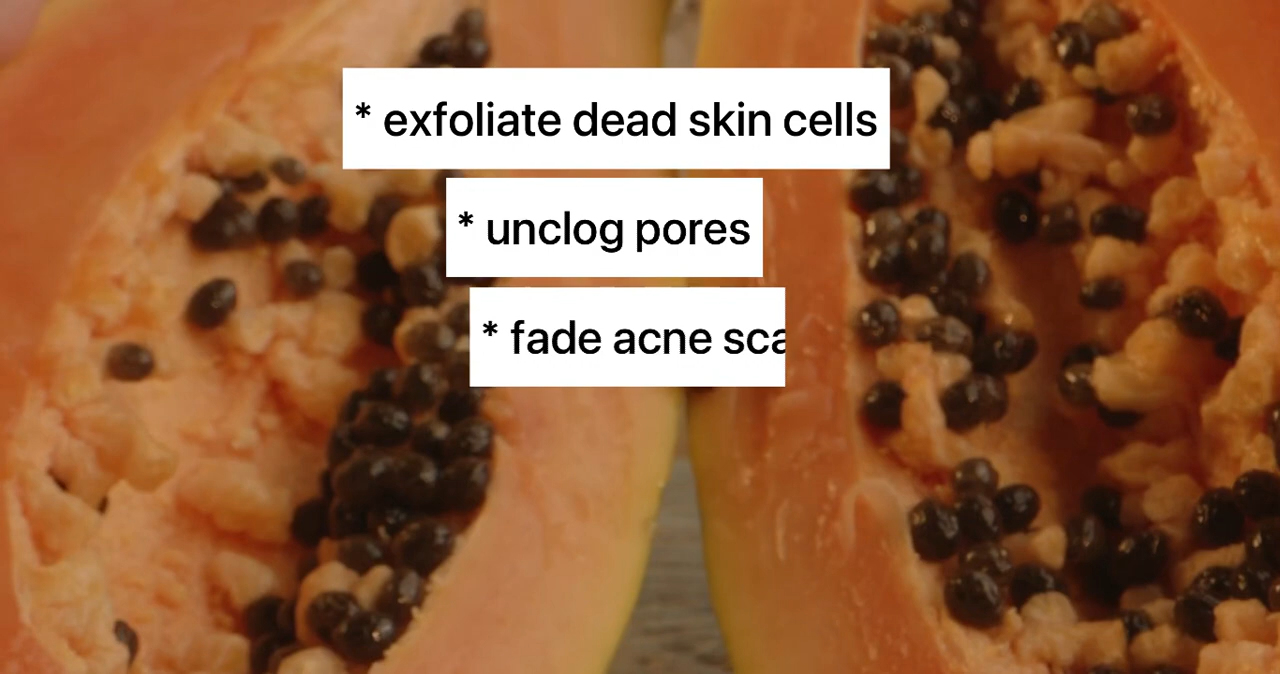 * exfoliate dead skin cells
* unclog pores
* fade acne sca